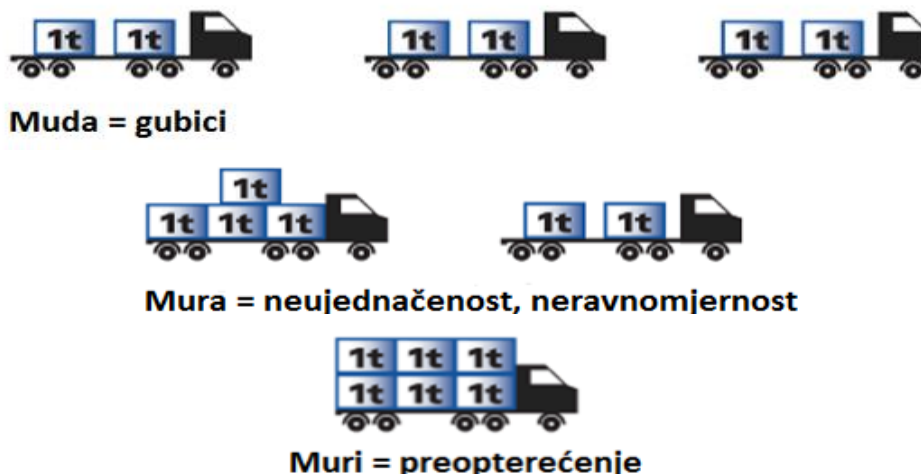 1t 1t 1t 1t 1t 1t
Muda = gubici
1t
1t 1t 1t 1t 1t
Mura = neujednačenost, neravnomjernost
1t 1t 1t
1t 1t 1t
Muri = preopterećenje